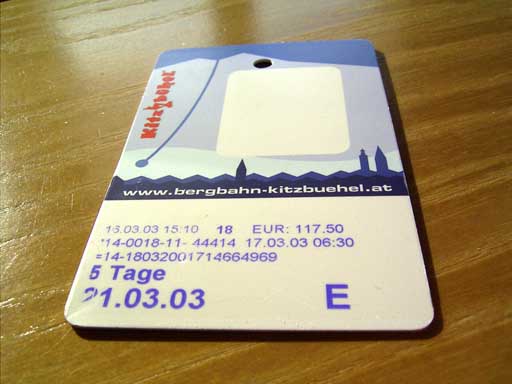 Kitzbühel
www.bergbahn-kitzbuehel.at
16.03.03 15:10 18 EUR: 117.50
*14-0018-11- 44414 17.03.03 06:30
=14-18032001714664969
5 Tage
21.03.03 E